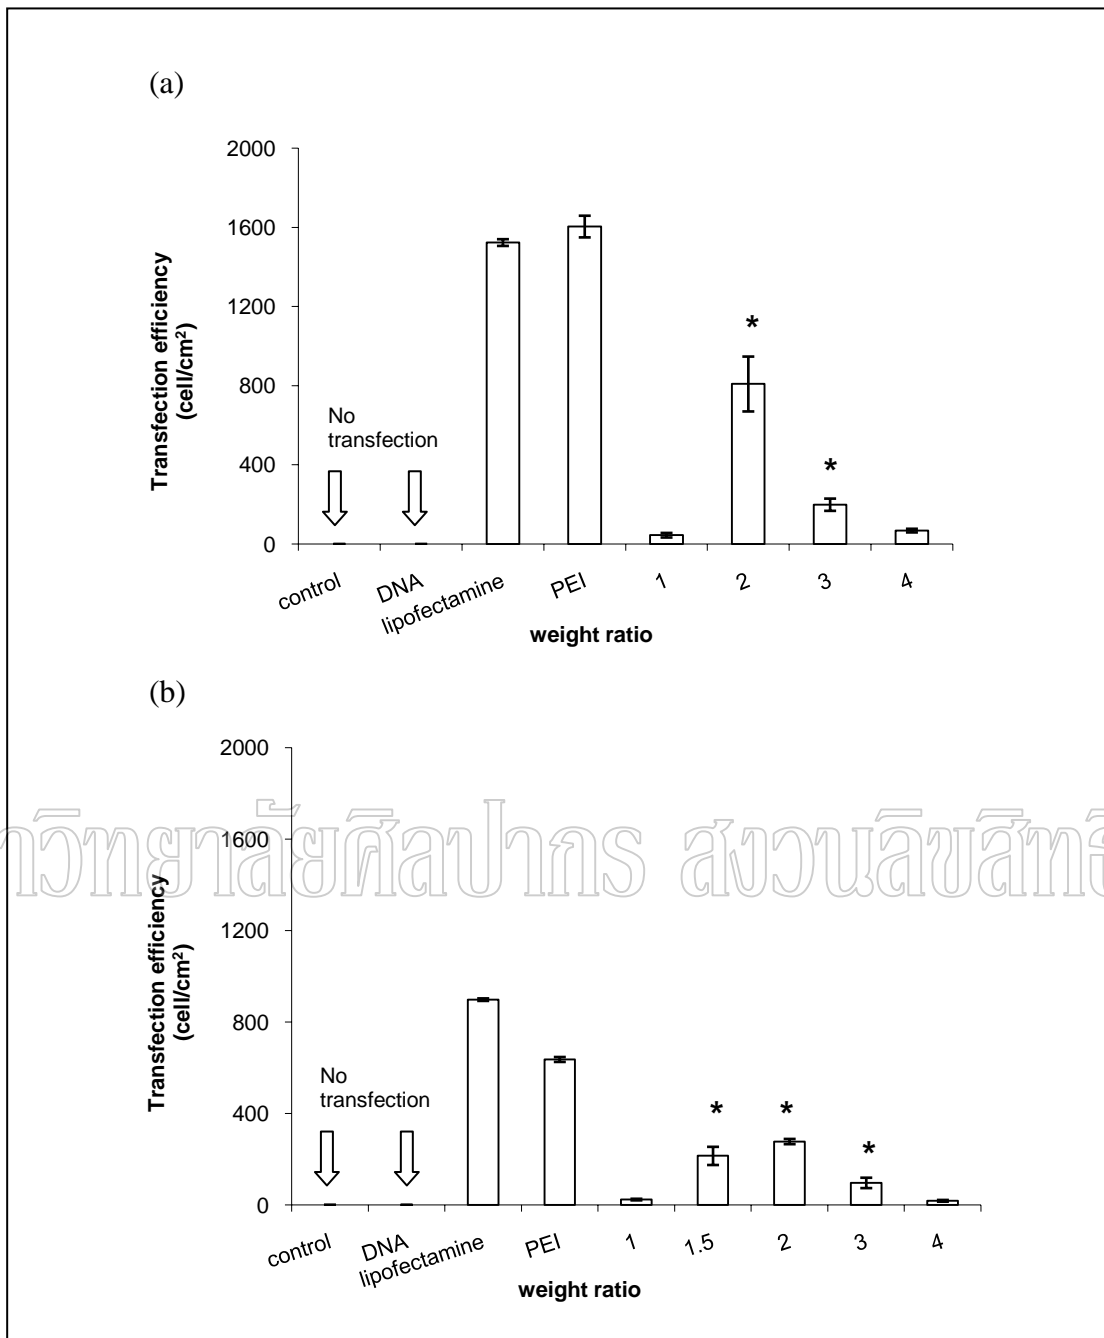 (a)
2000
1600
1200
800
400
0
Transfection efficiency
(cell/cm²)
No
transfection
*
*
control
DNA
lipofectamine
PEI
1
2
3
4
weight ratio
(b)
2000
1600
1200
800
400
0
Transfection efficiency
(cell/cm²)
าวิทยาลัยศิลปากร สงวนลิขสิทธิ
No
transfection
*
*
*
control
DNA
lipofectamine
PEI
1
1.5
2
3
4
weight ratio